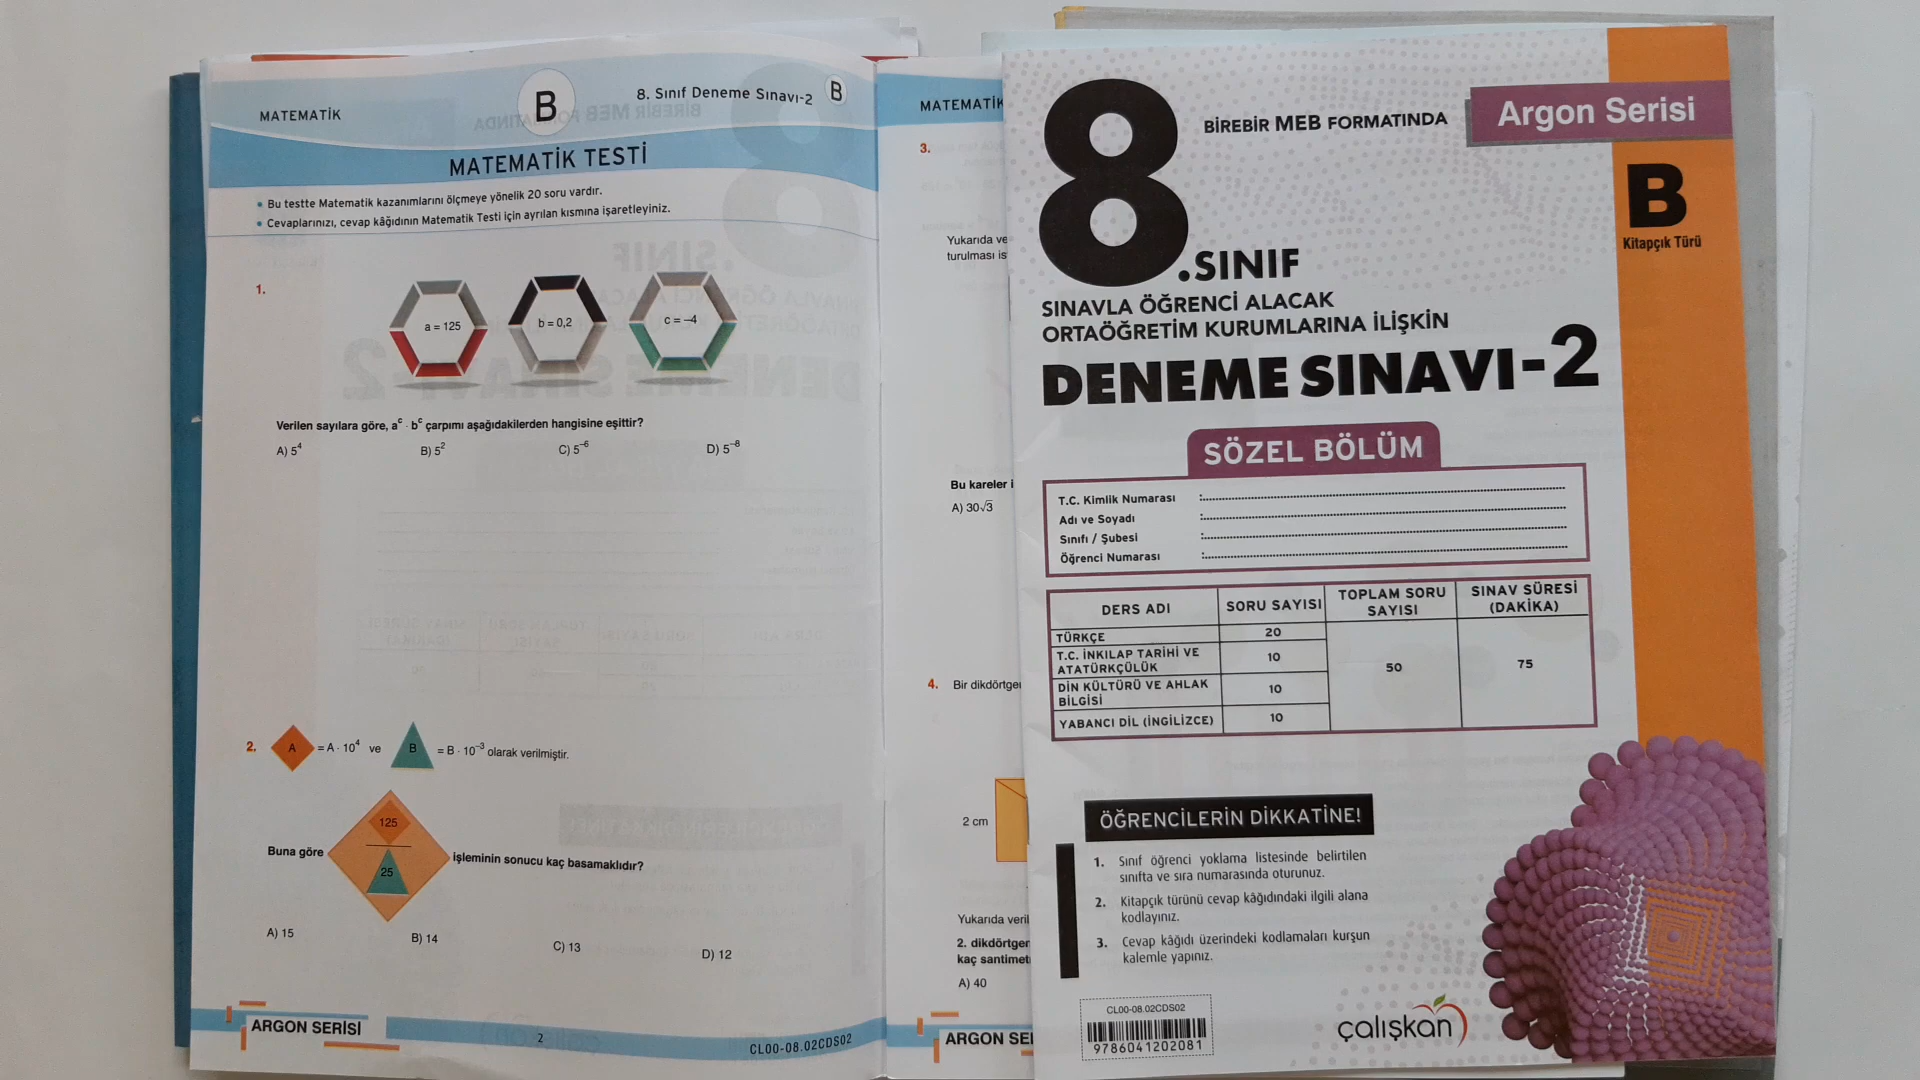 MATEMATİK
B
8. Sınıf Deneme Sınavı-2 B
MATEMATİK TESTİ
• Bu testte Matematik kazanımlarını ölçmeye yönelik 20 soru vardır.
• Cevaplarınızı, cevap kâğıdının Matematik Testi için ayrılan kısmına işaretleyiniz.
1.
a = 125
b = 0,2
c = –4
Verilen sayılara göre, a^c · b^c çarpımı aşağıdakilerden hangisine eşittir?
A) 5^4 B) 5^2 C) 5^–6 D) 5^–8
2. A = A · 10^4 ve B = B · 10^–3 olarak verilmiştir.
125
Buna göre işleminin sonucu kaç basamaklıdır?
25
A) 15 B) 14 C) 13 D) 12
ARGON SERİSİ
2
CL00-08.02CDS02
MATEMATİK
3.
Yukarıda
turulması
Bu kareler
A) 30√3
4. Bir
2 cm
Yukarıda
2.
kaç
A) 40
ARGON
8.SINIF
BİREBİR MEB FORMATINDA
Argon Serisi
B
Kitapçık Türü
SINAVLA ÖĞRENCİ ALACAK
ORTAÖĞRETİM KURUMLARINA İLİŞKİN
DENEME SINAVI-2
SÖZEL BÖLÜM
T.C. Kimlik Numarası :
Adı ve Soyadı :
Sınıfı / Şubesi :
Öğrenci Numarası :
DERS ADI SORU SAYISI TOPLAM SORU SAYISI SINAV SÜRESİ (DAKİKA)
TÜRKÇE 20
T.C. İNKILAP TARİHİ VE
ATATÜRKÇÜLÜK 10
50 75
DİN KÜLTÜRÜ VE AHLAK
BİLGİSİ 10
YABANCI DİL (İNGİLİZCE) 10
ÖĞRENCİLERİN DİKKATİNE!
1. Sınıf öğrenci yoklama listesinde belirtilen
sınıfta ve sıra numarasında oturunuz.
2. Kitapçık türünü cevap kâğıdındaki ilgili alana
kodlayınız.
3. Cevap kâğıdı üzerindeki kodlamaları kurşun
kalemle yapınız.
CL00-08.02CDS02
9786041202081
çalışkan